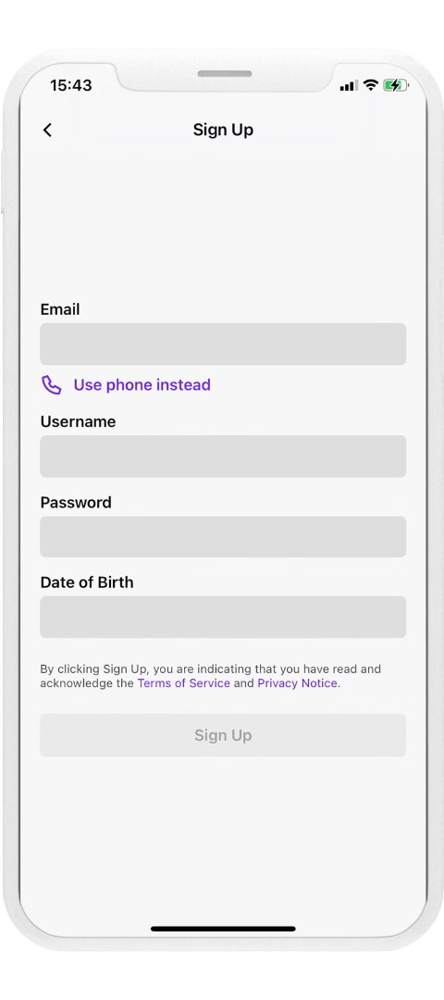 15:43
Sign Up
Email
Use phone instead
Username
Password
Date of Birth
By clicking Sign Up, you are indicating that you have read and
acknowledge the Terms of Service and Privacy Notice.
Sign Up